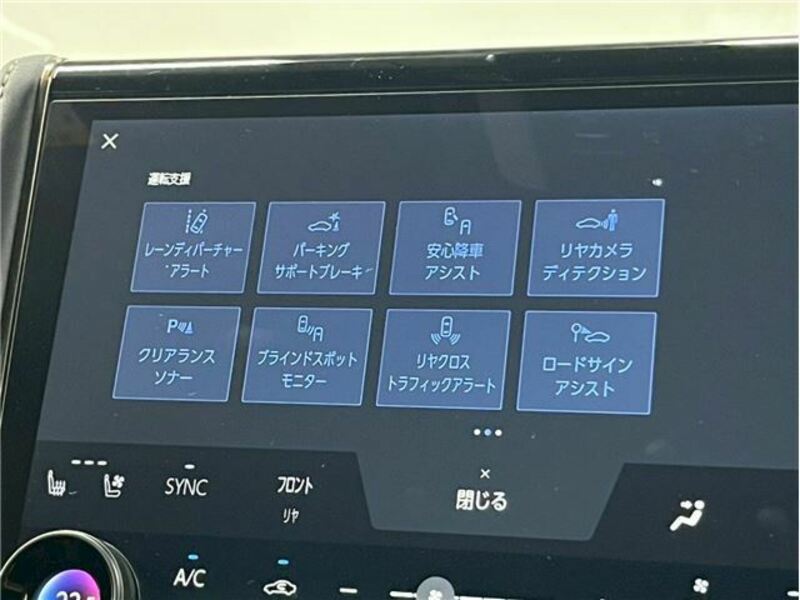 運転支援
レーンディパーチャー
アラート
パーキング
サポートブレーキ
安心降車
アシスト
リヤカメラ
ディテクション
P
クリアランス
ソナー
ブラインドスポット
モニター
リヤクロス
トラフィックアラート
ロードサイン
アシスト
SYNC
フロント
リヤ
×
閉じる
A/C